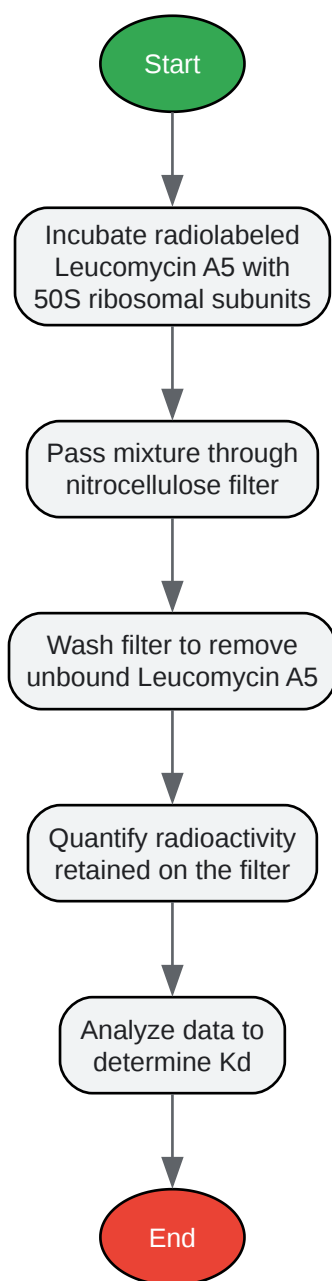 Start
Incubate radiolabeled
Leucomycin A5 with
50S ribosomal subunits
Pass mixture through
nitrocellulose filter
Wash filter to remove
unbound Leucomycin A5
Quantify radioactivity
retained on the filter
Analyze data to
determine Kd
End